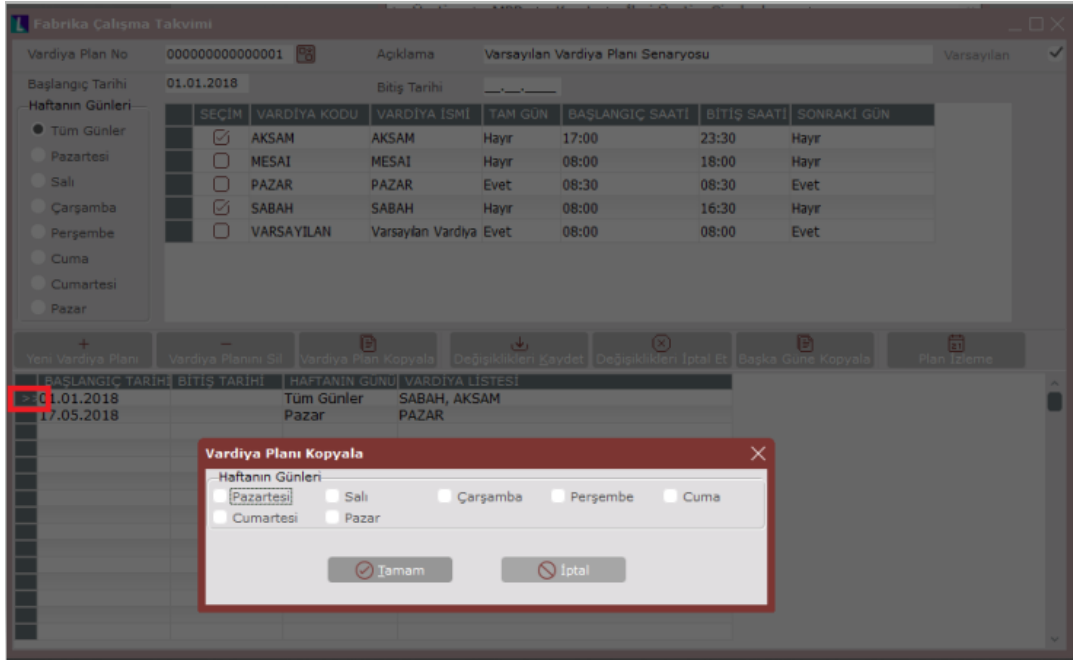 Fabrika Çalışma Takvimi
Vardiya Plan No 000000000000001 Açıklama Varsayılan Vardiya Planı Senaryosu Varsayılan
Başlangıç Tarihi 01.01.2018 Bitiş Tarihi __.__.____
Haftanın Günleri
Tüm Günler
Pazartesi
Salı
Çarşamba
Perşembe
Cuma
Cumartesi
Pazar
SEÇİM VARDİYA KODU VARDİYA İSMİ TAM GÜN BAŞLANGIÇ SAATİ BİTİŞ SAATİ SONRAKİ GÜN
AKSAM AKSAM Hayır 17:00 23:30 Hayır
MESAI MESAI Hayır 08:00 18:00 Hayır
PAZAR PAZAR Evet 08:30 08:30 Evet
SABAH SABAH Hayır 08:00 16:30 Hayır
VARSAYILAN Varsayılan Vardiya Evet 08:00 08:00 Evet
Yeni Vardiya Planı Vardiya Planını Sil Vardiya Plan Kopyala Değişiklikleri Kaydet Değişiklikleri İptal Et Başka Güne Kopyala Plan İzleme
BAŞLANGIÇ TARİHİ BİTİŞ TARİHİ HAFTANIN GÜNÜ VARDİYA LİSTESİ
01.01.2018 Tüm Günler SABAH, AKSAM
17.05.2018 Pazar PAZAR
Vardiya Planı Kopyala
Haftanın Günleri
Pazartesi Salı Çarşamba Perşembe Cuma
Cumartesi Pazar
Tamam İptal